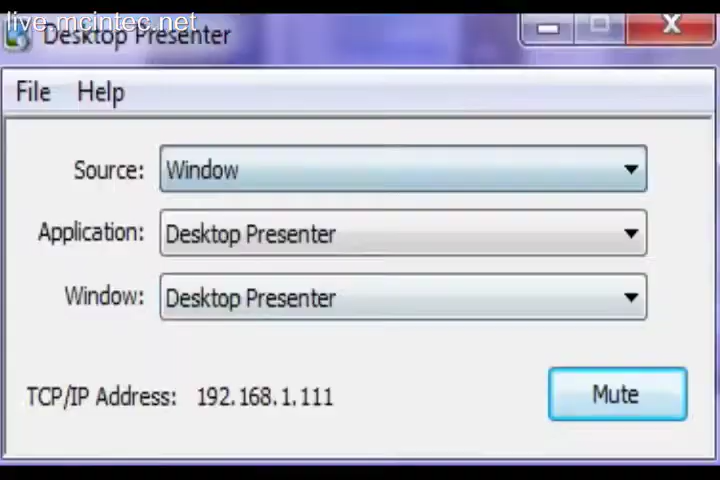 live.mcintec.net
Desktop Presenter
File Help
Source: Window
Application: Desktop Presenter
Window: Desktop Presenter
TCP/IP Address: 192.168.1.111
Mute